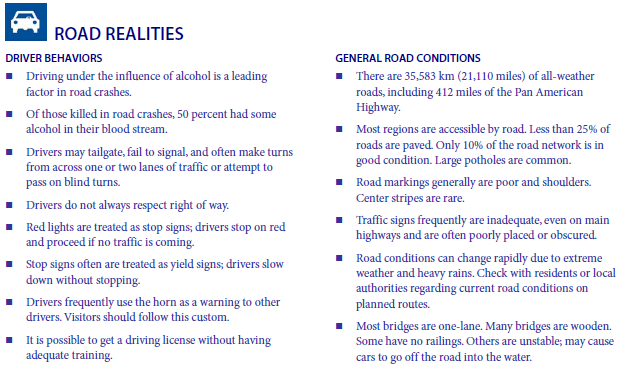 ROAD REALITIES
DRIVER BEHAVIORS
Driving under the influence of alcohol is a leading
factor in road crashes.
Of those killed in road crashes, 50 percent had some
alcohol in their blood stream.
Drivers may tailgate, fail to signal, and often make turns
from across one or two lanes of traffic or attempt to
pass on blind turns.
Drivers do not always respect right of way.
Red lights are treated as stop signs; drivers stop on red
and proceed if no traffic is coming.
Stop signs often are treated as yield signs; drivers slow
down without stopping.
Drivers frequently use the horn as a warning to other
drivers. Visitors should follow this custom.
It is possible to get a driving license without having
adequate training.
GENERAL ROAD CONDITIONS
There are 35,583 km (21,110 miles) of all-weather
roads, including 412 miles of the Pan American
Highway.
Most regions are accessible by road. Less than 25% of
roads are paved. Only 10% of the road network is in
good condition. Large potholes are common.
Road markings generally are poor and shoulders.
Center stripes are rare.
Traffic signs frequently are inadequate, even on main
highways and are often poorly placed or obscured.
Road conditions can change rapidly due to extreme
weather and heavy rains. Check with residents or local
authorities regarding current road conditions on
planned routes.
Most bridges are one-lane. Many bridges are wooden.
Some have no railings. Others are unstable; may cause
cars to go off the road into the water.